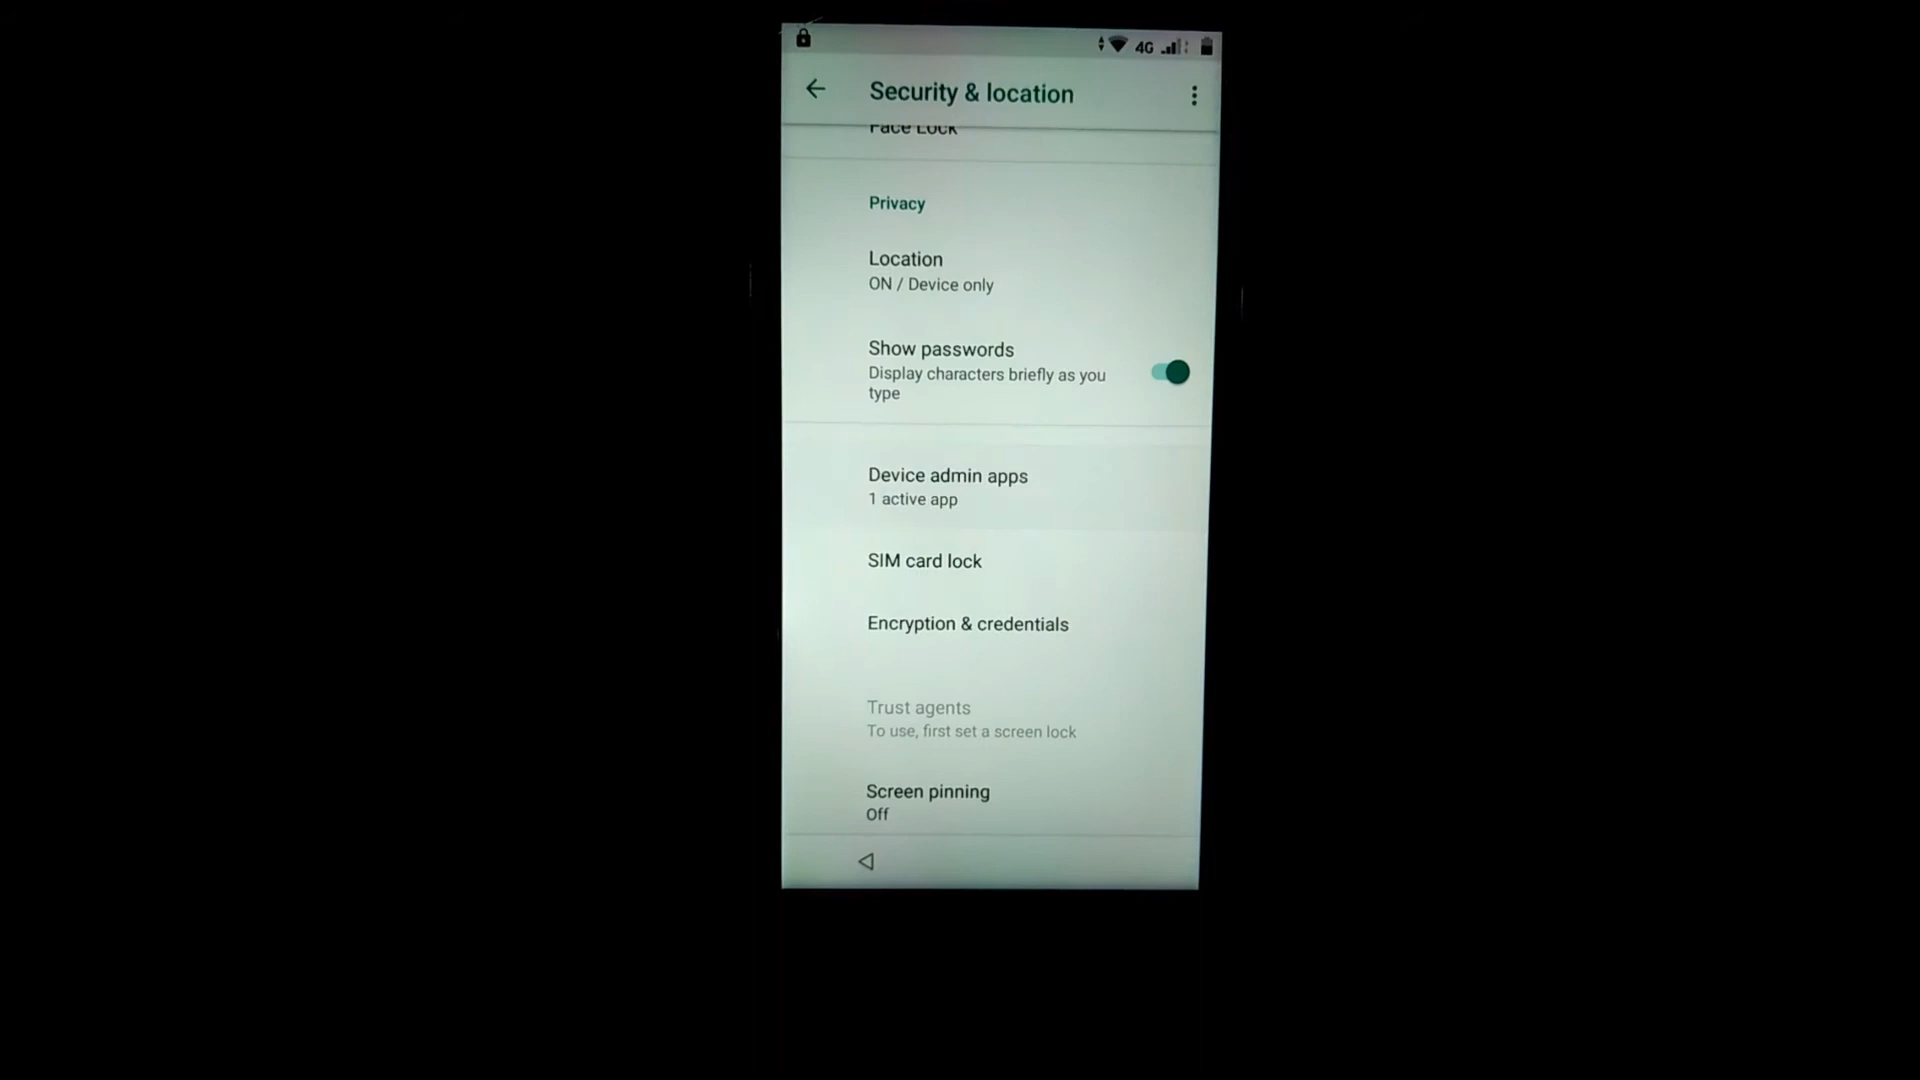 4G
Security & location
Face Lock
Privacy
Location
ON / Device only
Show passwords
Display characters briefly as you
type
Device admin apps
1 active app
SIM card lock
Encryption & credentials
Trust agents
To use, first set a screen lock
Screen pinning
Off